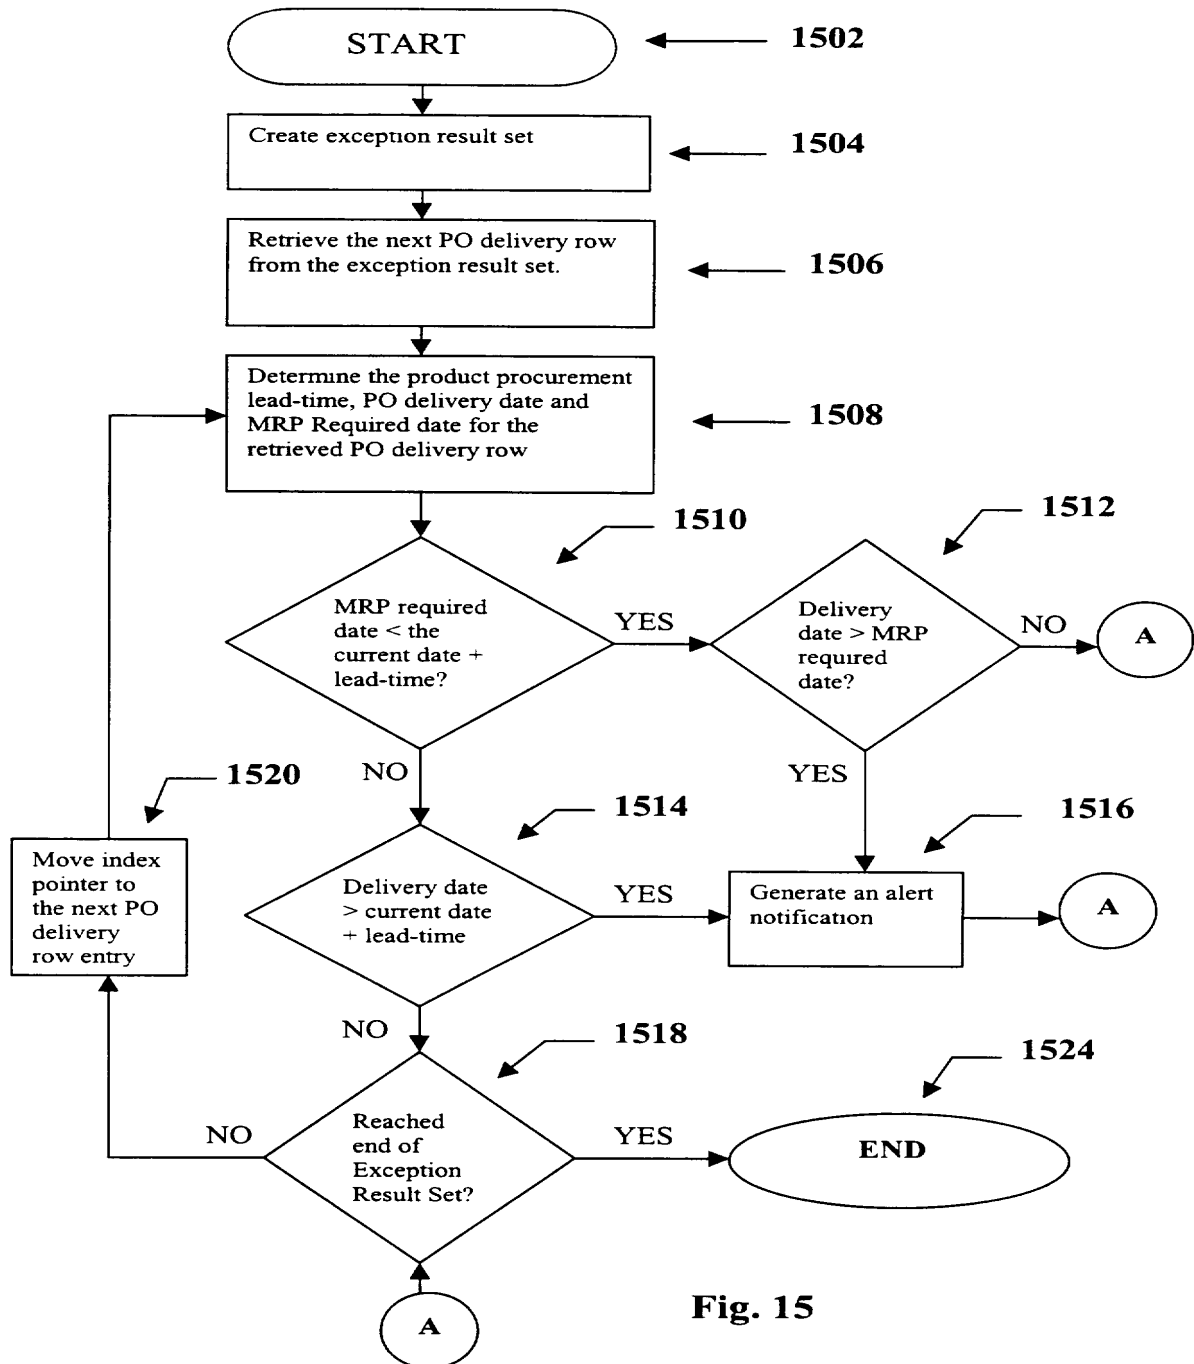 START
1502
Create exception result set
1504
Retrieve the next PO delivery row
from the exception result set.
1506
Determine the product procurement
lead-time, PO delivery date and
MRP Required date for the
retrieved PO delivery row
1508
1510
1512
MRP required
date < the
current date +
lead-time?
YES
Delivery
date > MRP
required
date?
NO
A
NO
YES
1520
1514
1516
Move index
pointer to
the next PO
delivery
row entry
Delivery date
> current date
+ lead-time
YES
Generate an alert
notification
A
NO
1518
1524
NO
Reached
end of
Exception
Result Set?
YES
END
A
Fig. 15